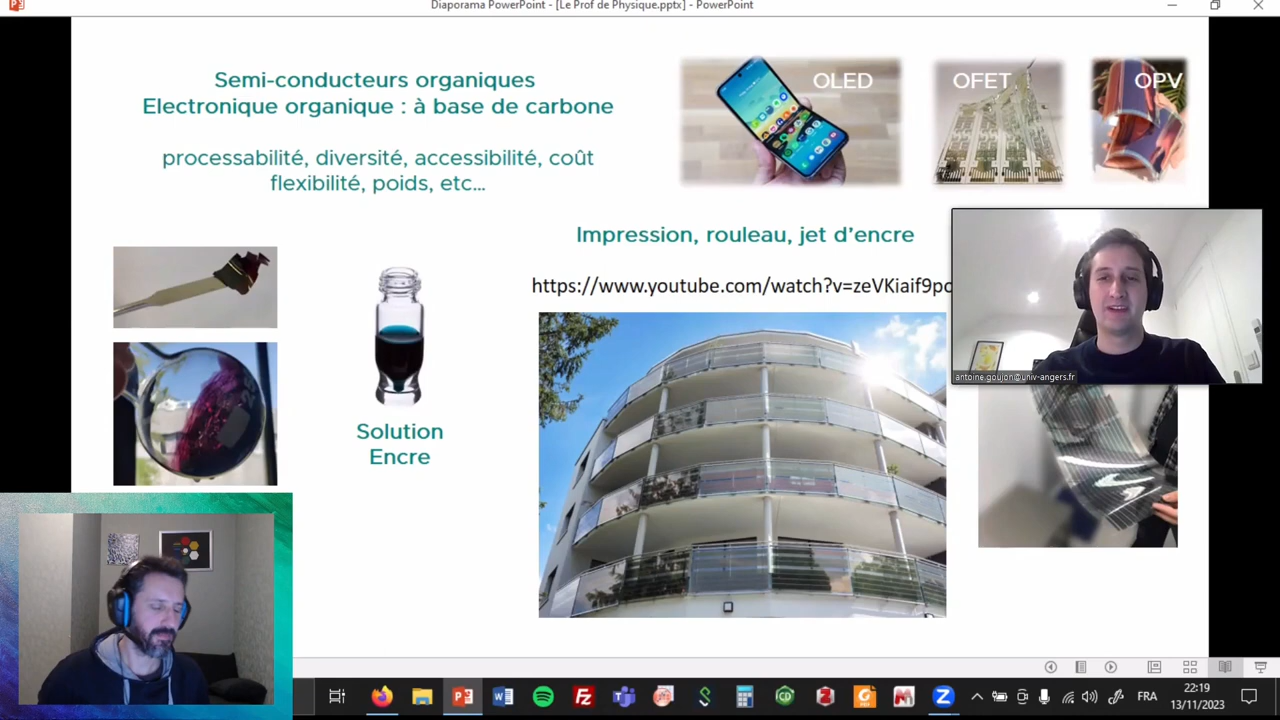 Diaporama PowerPoint - [Le Prof de Physique.pptx] - PowerPoint
Semi-conducteurs organiques
Electronique organique : à base de carbone
processabilité, diversité, accessibilité, coût
flexibilité, poids, etc...
OLED
OFET
OPV
Impression, rouleau, jet d'encre
https://www.youtube.com/watch?v=zeVKiaif9pc
antoine.goujon@univ-angers.fr
Solution
Encre
FRA
22:19
13/11/2023